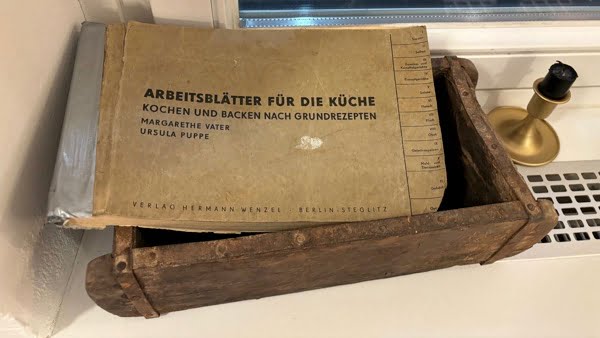 ARBEITSBLÄTTER FÜR DIE KÜCHE
KOCHEN UND BACKEN NACH GRUNDREZEPTEN
MARGARETHE VATER
URSULA PUPPE
VERLAG HERMANN WENZEL · BERLIN-STEGLITZ